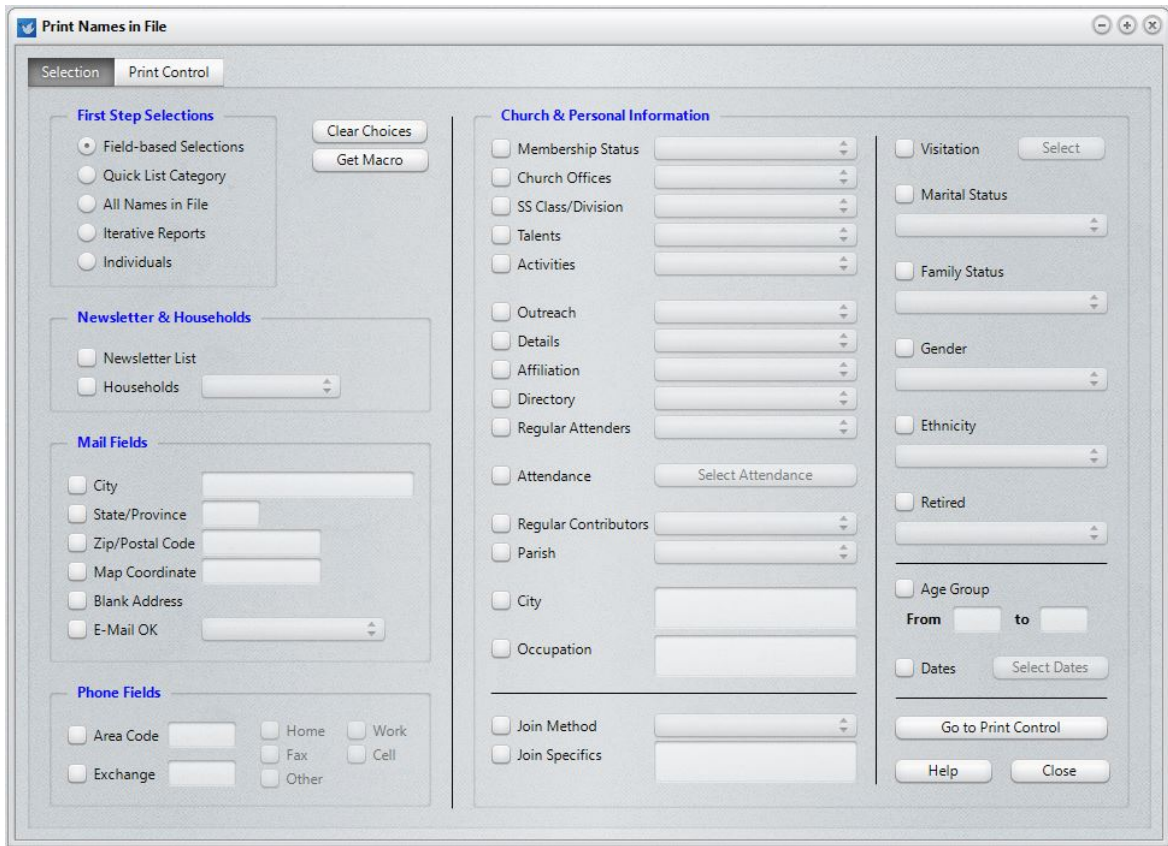 Print Names in File
Selection
Print Control
First Step Selections
Field-based Selections
Quick List Category
All Names in File
Iterative Reports
Individuals
Clear Choices
Get Macro
Newsletter & Households
Newsletter List
Households
Mail Fields
City
State/Province
Zip/Postal Code
Map Coordinate
Blank Address
E-Mail OK
Phone Fields
Area Code
Home
Work
Fax
Cell
Exchange
Other
Church & Personal Information
Membership Status
Church Offices
SS Class/Division
Talents
Activities
Outreach
Details
Affiliation
Directory
Regular Attenders
Attendance
Select Attendance
Regular Contributors
Parish
City
Occupation
Join Method
Join Specifics
Visitation
Select
Marital Status
Family Status
Gender
Ethnicity
Retired
Age Group
From to
Dates
Select Dates
Go to Print Control
Help
Close